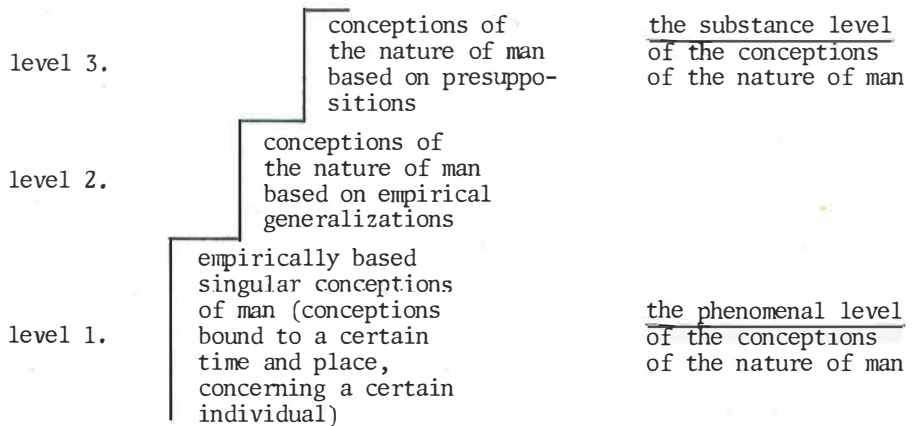 level 3.
conceptions of
the nature of man
based on presuppo-
sitions
the substance level
of the conceptions
of the nature of man
level 2.
conceptions of
the nature of man
based on empirical
generalizations
level 1.
empirically based
singular conceptions
of man (conceptions
bound to a certain
time and place,
concerning a certain
individual)
the phenomenal level
of the conceptions
of the nature of man